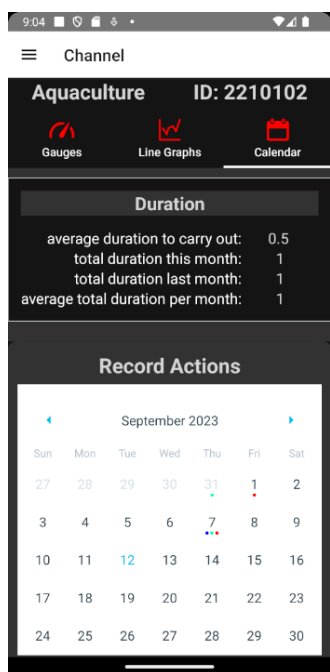 9:04
Channel
Aquaculture ID: 2210102
Gauges Line Graphs Calendar
Duration
average duration to carry out: 0.5
total duration this month: 1
total duration last month: 1
average total duration per month: 1
Record Actions
September 2023
Sun Mon Tue Wed Thu Fri Sat
27 28 29 30 31 1 2
3 4 5 6 7 8 9
10 11 12 13 14 15 16
17 18 19 20 21 22 23
24 25 26 27 28 29 30